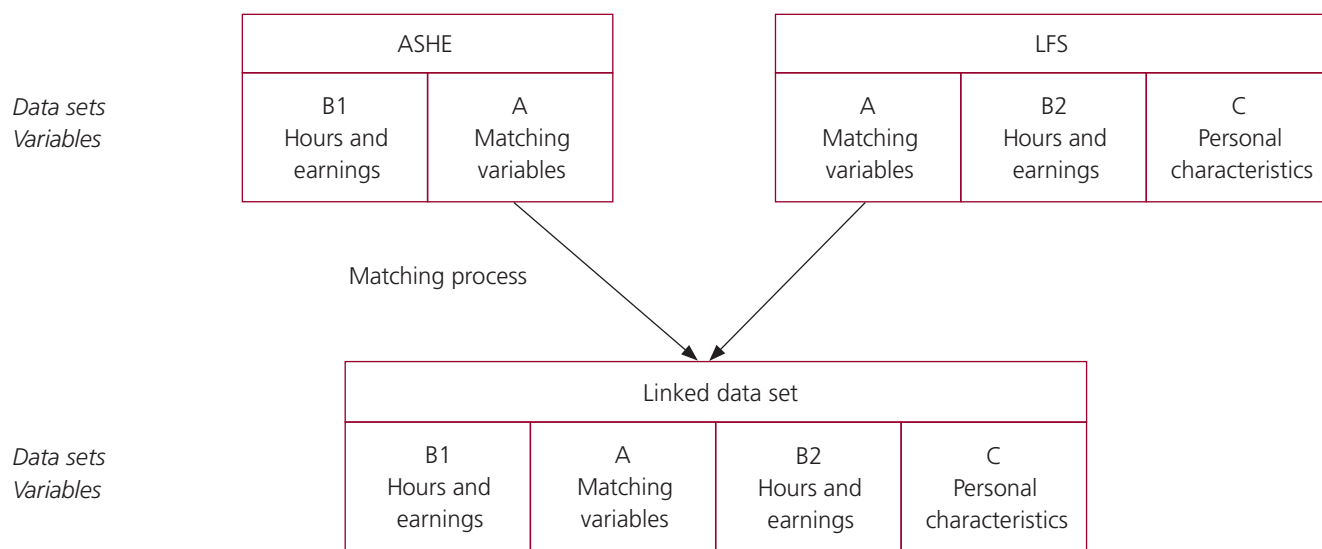 ASHE
LFS
Data sets
Variables
B1
Hours and
earnings
A
Matching
variables
A
Matching
variables
B2
Hours and
earnings
C
Personal
characteristics
Matching process
Linked data set
Data sets
Variables
B1
Hours and
earnings
A
Matching
variables
B2
Hours and
earnings
C
Personal
characteristics